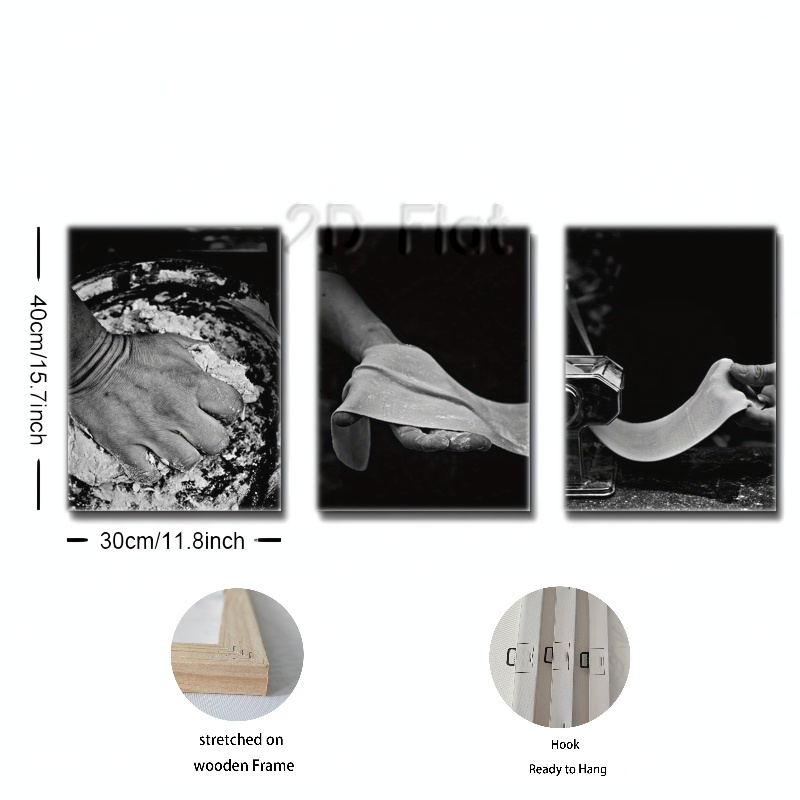 2D Flat
40cm/15.7inch
30cm/11.8inch
stretched on
wooden Frame
Hook
Ready to Hang